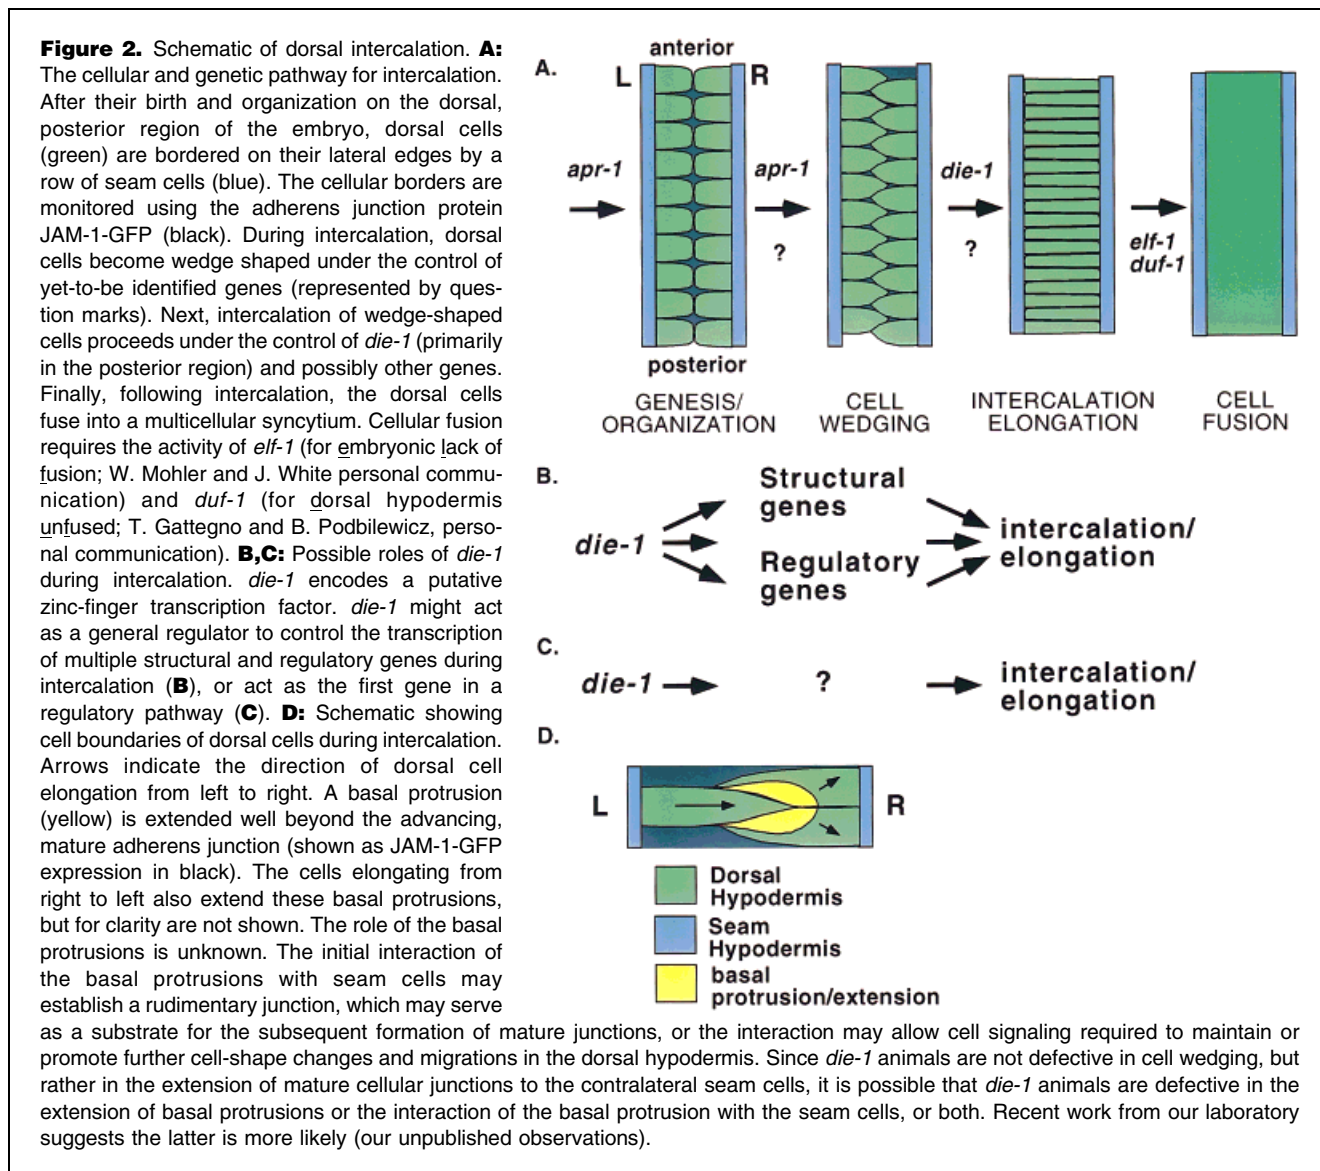 Figure 2. Schematic of dorsal intercalation. A:
The cellular and genetic pathway for intercalation.
After their birth and organization on the dorsal,
posterior region of the embryo, dorsal cells
(green) are bordered on their lateral edges by a
row of seam cells (blue). The cellular borders are
monitored using the adherens junction protein
JAM-1-GFP (black). During intercalation, dorsal
cells become wedge shaped under the control of
yet-to-be identified genes (represented by ques-
tion marks). Next, intercalation of wedge-shaped
cells proceeds under the control of die-1 (primarily
in the posterior region) and possibly other genes.
Finally, following intercalation, the dorsal cells
fuse into a multicellular syncytium. Cellular fusion
requires the activity of elf-1 (for embryonic lack of
fusion; W. Mohler and J. White personal commu-
nication) and duf-1 (for dorsal hypodermis
unfused; T. Gattegno and B. Podbilewicz, perso-
nal communication). B,C: Possible roles of die-1
during intercalation. die-1 encodes a putative
zinc-finger transcription factor. die-1 might act
as a general regulator to control the transcription
of multiple structural and regulatory genes during
intercalation (B), or act as the first gene in a
regulatory pathway (C). D: Schematic showing
cell boundaries of dorsal cells during intercalation.
Arrows indicate the direction of dorsal cell
elongation from left to right. A basal protrusion
(yellow) is extended well beyond the advancing,
mature adherens junction (shown as JAM-1-GFP
expression in black). The cells elongating from
right to left also extend these basal protrusions,
but for clarity are not shown. The role of the basal
protrusions is unknown. The initial interaction of
the basal protrusions with seam cells may
establish a rudimentary junction, which may serve
as a substrate for the subsequent formation of mature junctions, or the interaction may allow cell signaling required to maintain or
promote further cell-shape changes and migrations in the dorsal hypodermis. Since die-1 animals are not defective in cell wedging, but
rather in the extension of mature cellular junctions to the contralateral seam cells, it is possible that die-1 animals are defective in the
extension of basal protrusions or the interaction of the basal protrusion with the seam cells, or both. Recent work from our laboratory
suggests the latter is more likely (our unpublished observations).
A.
anterior
L
R
apr-1
apr-1
?
die-1
?
elf-1
duf-1
posterior
GENESIS/
ORGANIZATION
CELL
WEDGING
INTERCALATION
ELONGATION
CELL
FUSION
B.
die-1
Structural
genes
Regulatory
genes
intercalation/
elongation
C.
die-1
?
intercalation/
elongation
D.
L
R
Dorsal
Hypodermis
Seam
Hypodermis
basal
protrusion/extension